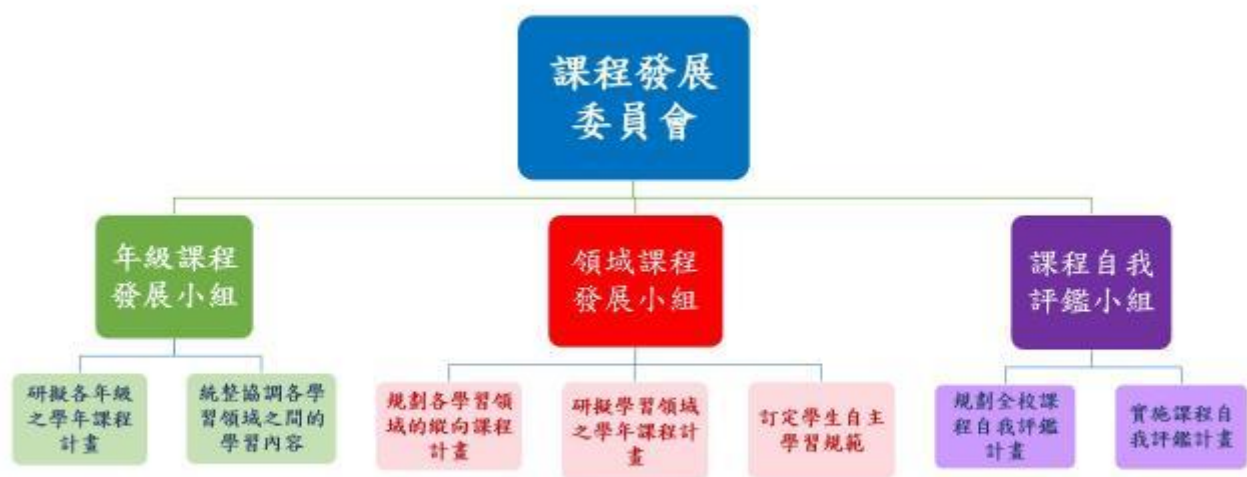 課程發展
委員會
年級課程
發展小組
領域課程
發展小組
課程自我
評鑑小組
研擬各年級
之學年課程
計畫
統整協調各學
習領域之間的
學習內容
規劃各學習領
域的縱向課程
計畫
研擬學習領域
之學年課程計
畫
訂定學生自主
學習規範
規劃全校課
程自我評鑑
計畫
實施課程自
我評鑑計畫